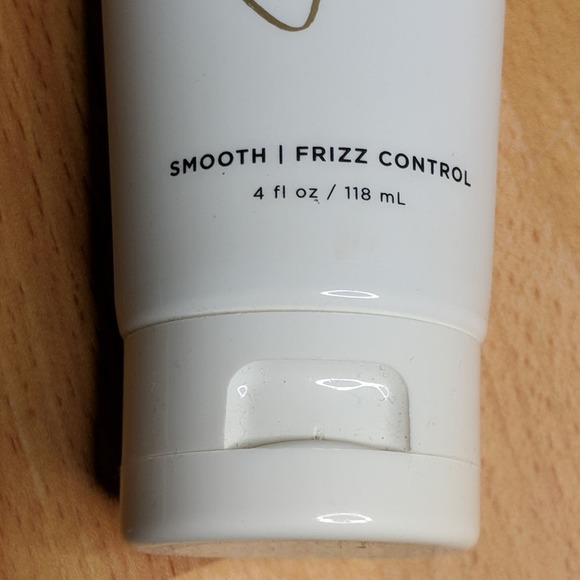 SMOOTH | FRIZZ CONTROL
4 fl oz / 118 mL